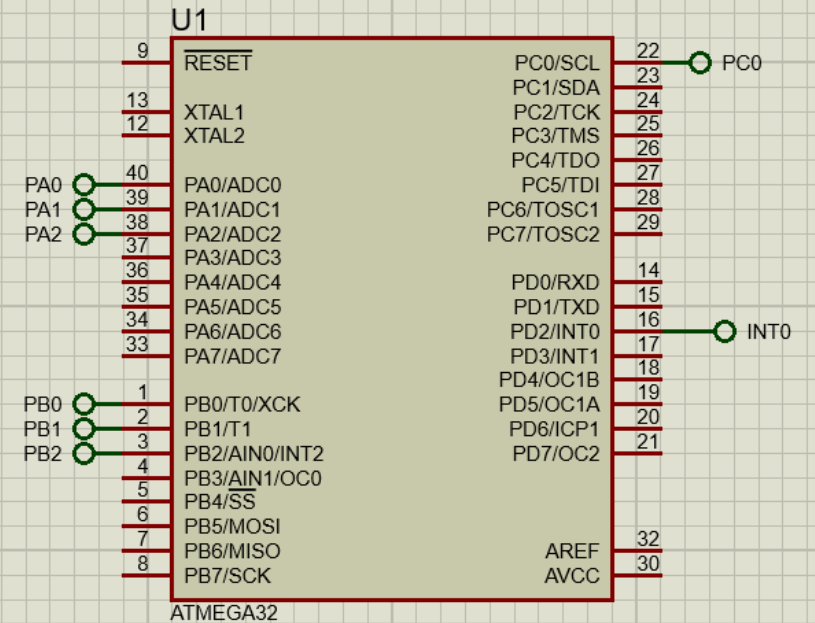 U1
9 RESET PC0/SCL 22 PC0
PC1/SDA 23
13 XTAL1 PC2/TCK 24
12 XTAL2 PC3/TMS 25
PC4/TDO 26
PA0 40 PA0/ADC0 PC5/TDI 27
PA1 39 PA1/ADC1 PC6/TOSC1 28
PA2 38 PA2/ADC2 PC7/TOSC2 29
37 PA3/ADC3
36 PA4/ADC4 PD0/RXD 14
35 PA5/ADC5 PD1/TXD 15
34 PA6/ADC6 PD2/INT0 16 INT0
33 PA7/ADC7 PD3/INT1 17
PD4/OC1B 18
PB0 1 PB0/T0/XCK PD5/OC1A 19
PB1 2 PB1/T1 PD6/ICP1 20
PB2 3 PB2/AIN0/INT2 PD7/OC2 21
4 PB3/AIN1/OC0
5 PB4/SS
6 PB5/MOSI
7 PB6/MISO AREF 32
8 PB7/SCK AVCC 30
ATMEGA32